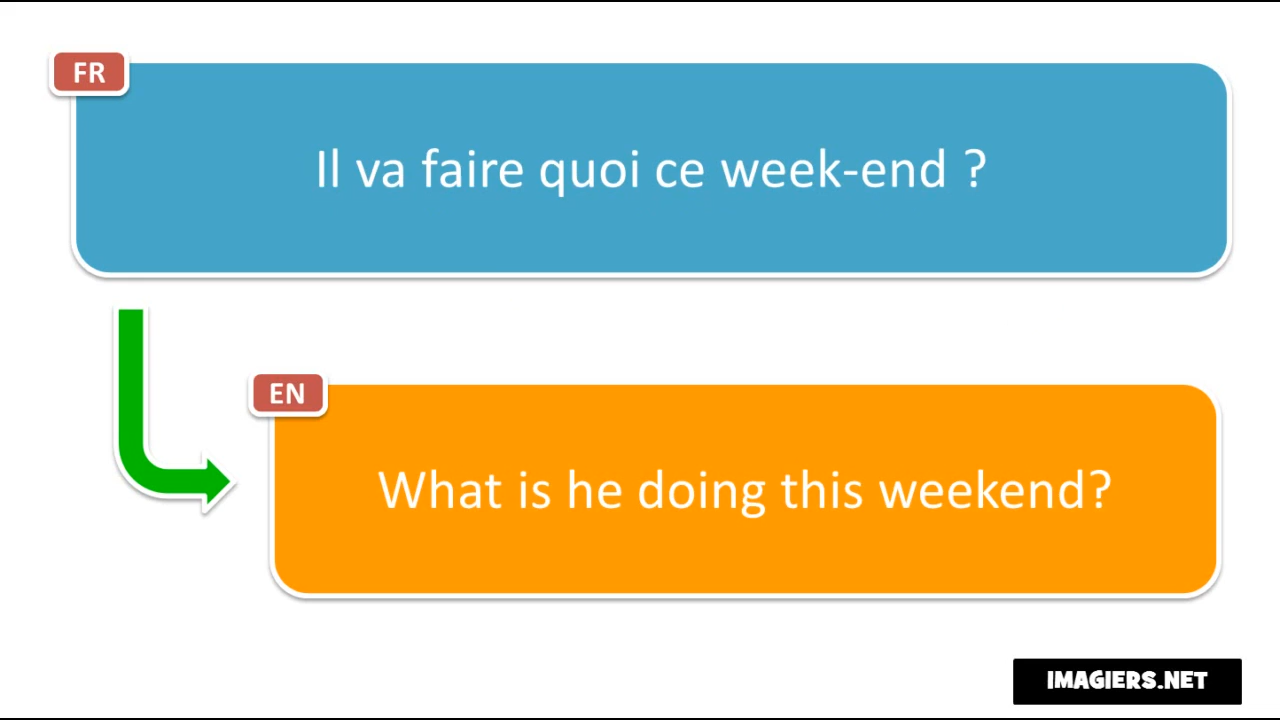 FR
Il va faire quoi ce week-end ?
EN
What is he doing this weekend?
IMAGIERS.NET